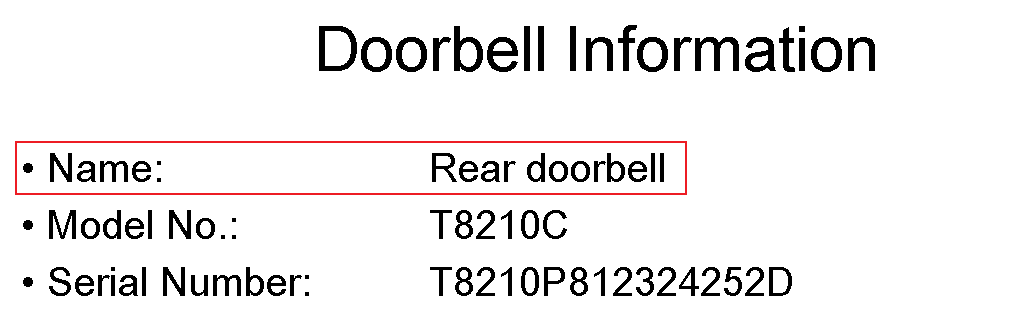 Doorbell Information
• Name: Rear doorbell
• Model No.: T8210C
• Serial Number: T8210P812324252D